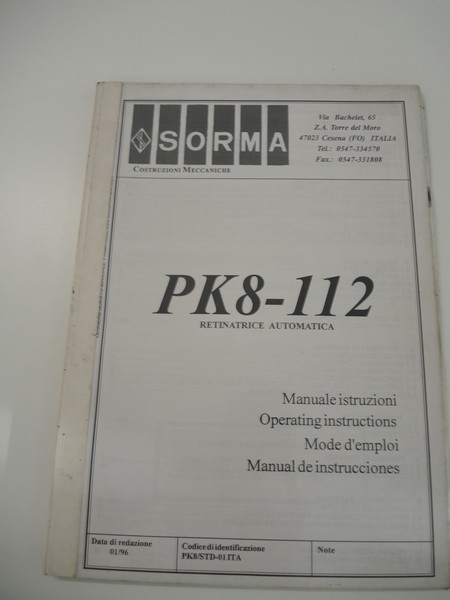 SORMA
COSTRUZIONI MECCANICHE
Via Bachelet, 65
Z.A. Torre del Moro
47023 Cesena (FO) ITALIA
Tel.: 0547-334570
Fax.: 0547-351808
PK8-112
RETINATRICE AUTOMATICA
Manuale istruzioni
Operating instructions
Mode d'emploi
Manual de instrucciones
Data di redazione
01/96
Codice di identificazione
PK8/STD-01ITA
Note